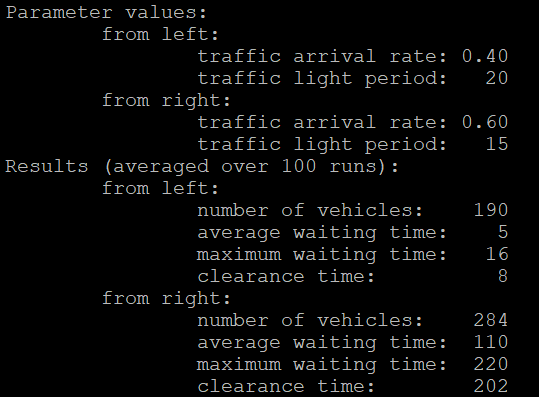 Parameter values:
from left:
traffic arrival rate: 0.40
traffic light period: 20
from right:
traffic arrival rate: 0.60
traffic light period: 15
Results (averaged over 100 runs):
from left:
number of vehicles: 190
average waiting time: 5
maximum waiting time: 16
clearance time: 8
from right:
number of vehicles: 284
average waiting time: 110
maximum waiting time: 220
clearance time: 202